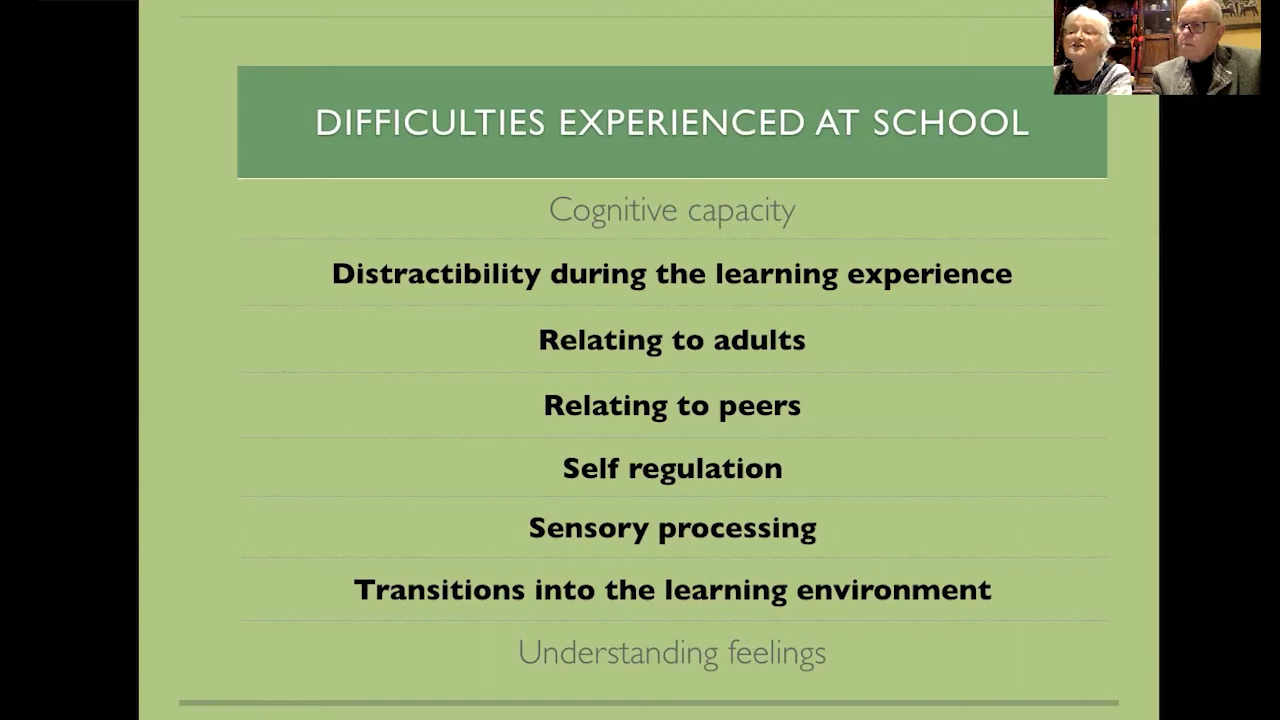 DIFFICULTIES EXPERIENCED AT SCHOOL
Cognitive capacity
Distractibility during the learning experience
Relating to adults
Relating to peers
Self regulation
Sensory processing
Transitions into the learning environment
Understanding feelings